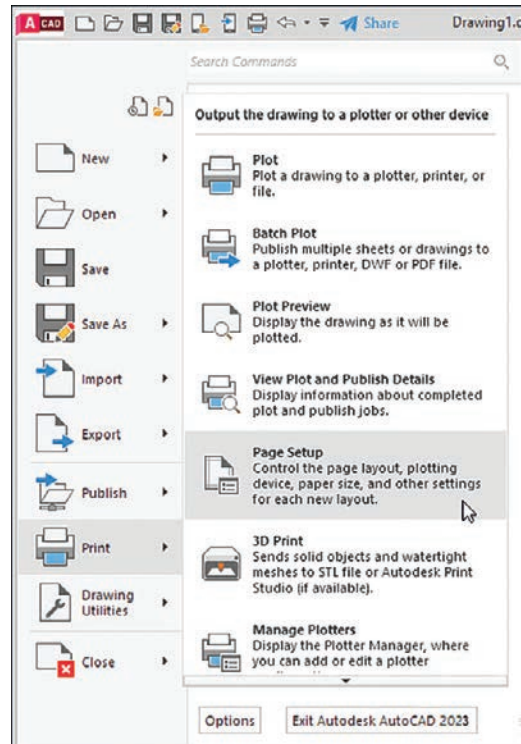 A CAD
Share
Drawing1.d
Search Commands
Output the drawing to a plotter or other device
New
Open
Save
Save As
Import
Export
Publish
Print
Drawing
Utilities
Close
Plot
Plot a drawing to a plotter, printer, or
file.
Batch Plot
Publish multiple sheets or drawings to
a plotter, printer, DWF or PDF file.
Plot Preview
Display the drawing as it will be
plotted.
View Plot and Publish Details
Display information about completed
plot and publish jobs.
Page Setup
Control the page layout, plotting
device, paper size, and other settings
for each new layout.
3D Print
Sends solid objects and watertight
meshes to STL file or Autodesk Print
Studio (if available).
Manage Plotters
Display the Plotter Manager, where
you can add or edit a plotter
Options
Exit Autodesk AutoCAD 2023